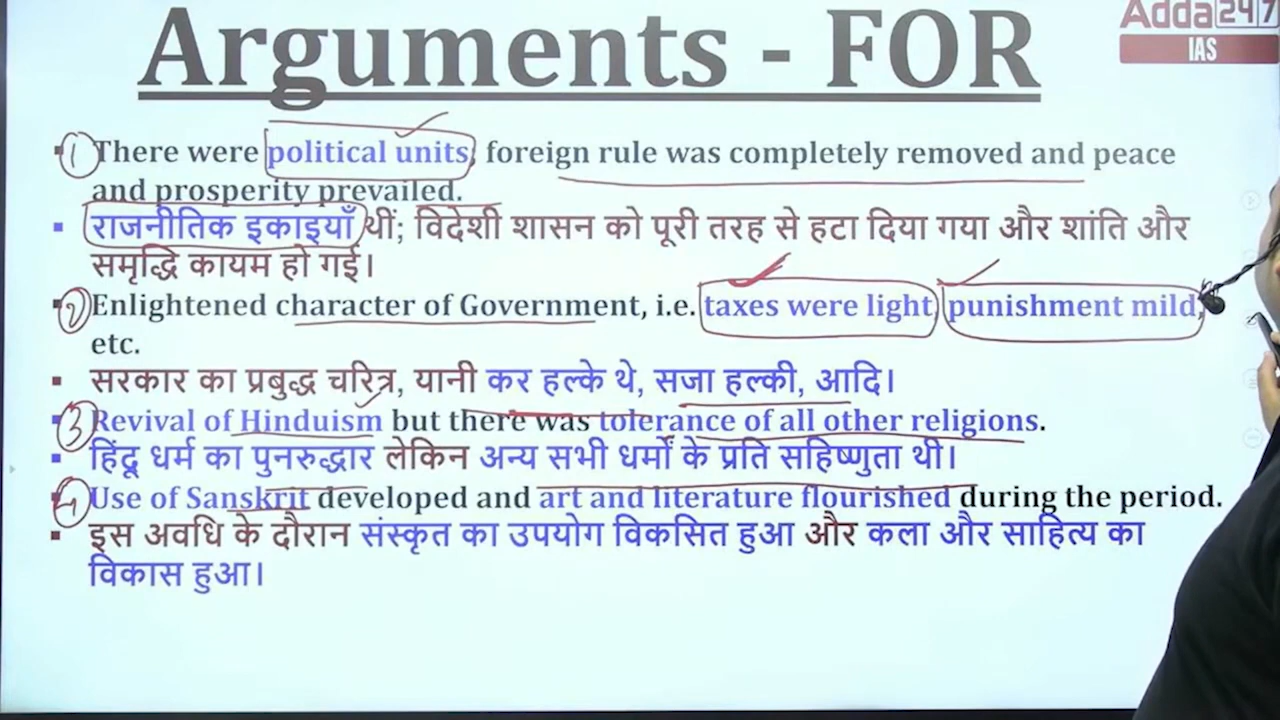 Arguments - FOR
Adda247
IAS
1 There were political units, foreign rule was completely removed and peace
and prosperity prevailed.
राजनीतिक इकाइयाँ थीं; विदेशी शासन को पूरी तरह से हटा दिया गया और शांति और
समृद्धि कायम हो गई।
2 Enlightened character of Government, i.e. taxes were light, punishment mild,
etc.
सरकार का प्रबुद्ध चरित्र, यानी कर हल्के थे, सजा हल्की, आदि।
3 Revival of Hinduism but there was tolerance of all other religions.
हिंदू धर्म का पुनरुद्धार लेकिन अन्य सभी धर्मों के प्रति सहिष्णुता थी।
4 Use of Sanskrit developed and art and literature flourished during the period.
इस अवधि के दौरान संस्कृत का उपयोग विकसित हुआ और कला और साहित्य का
विकास हुआ।